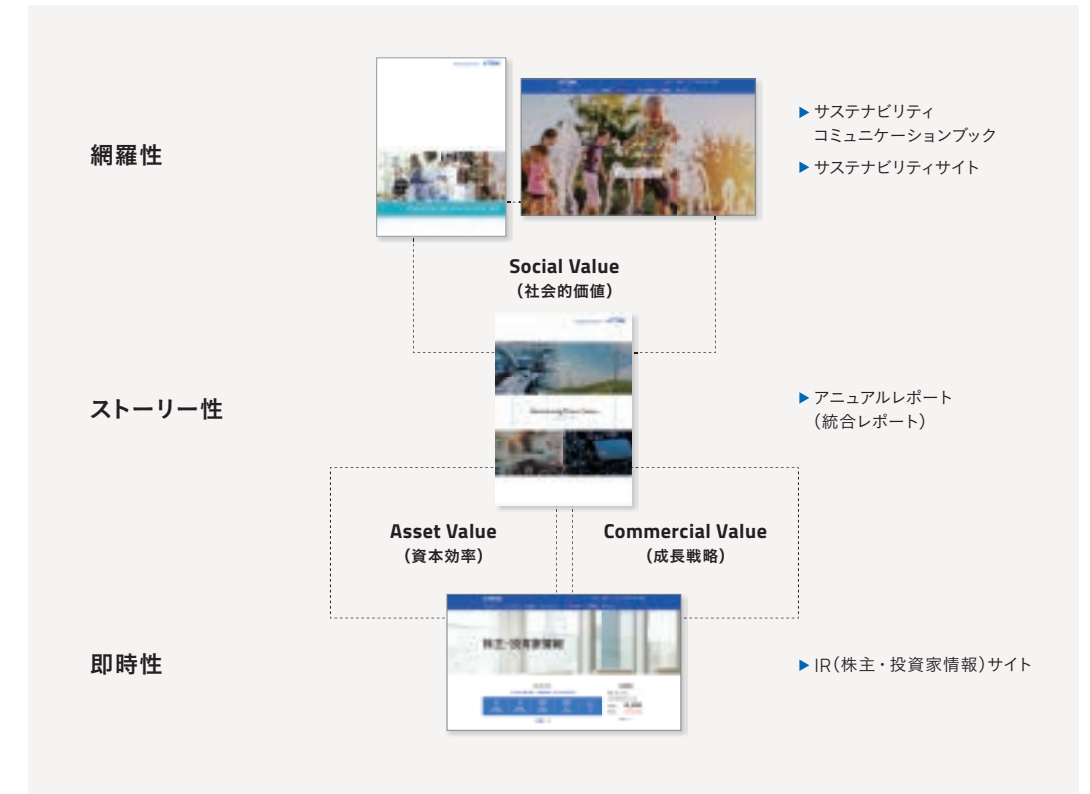 網羅性
▶ サステナビリティ
コミュニケーションブック
▶ サステナビリティサイト
Social Value
（社会的価値）
ストーリー性
▶ アニュアルレポート
（統合レポート）
Asset Value
（資本効率）
Commercial Value
（成長戦略）
株主・投資家情報
即時性
▶ IR（株主・投資家情報）サイト